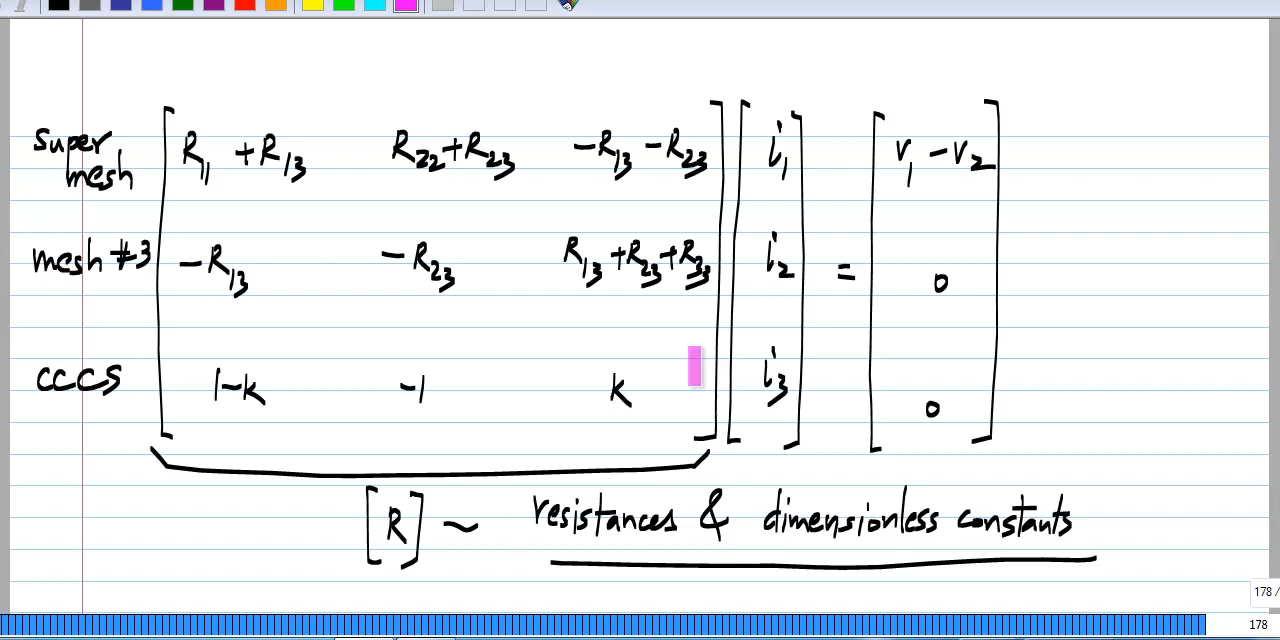 Super mesh R₁₁ + R₁₃ R₂₂ + R₂₃ -R₁₃ - R₂₃ i₁ v₁ - v₂
mesh #3 -R₁₃ -R₂₃ R₁₃ + R₂₃ + R₃₃ i₂ = 0
CCCS 1-k -1 k i₃ 0
[R] ~ resistances & dimensionless constants
178 /
178